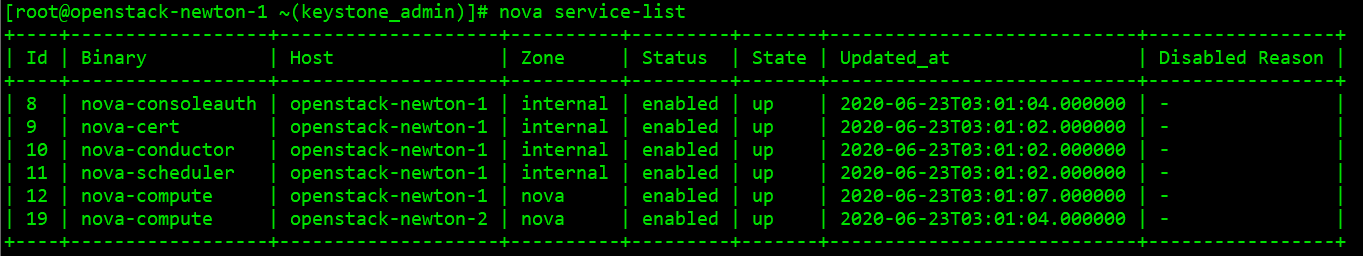 [root@openstack-newton-1 ~(keystone_admin)]# nova service-list
+----+------------------+--------------------+----------+---------+-------+----------------------------+-----------------+
| Id | Binary           | Host               | Zone     | Status  | State | Updated_at                 | Disabled Reason |
+----+------------------+--------------------+----------+---------+-------+----------------------------+-----------------+
| 8  | nova-consoleauth | openstack-newton-1 | internal | enabled | up    | 2020-06-23T03:01:04.000000 | -               |
| 9  | nova-cert        | openstack-newton-1 | internal | enabled | up    | 2020-06-23T03:01:02.000000 | -               |
| 10 | nova-conductor   | openstack-newton-1 | internal | enabled | up    | 2020-06-23T03:01:02.000000 | -               |
| 11 | nova-scheduler   | openstack-newton-1 | internal | enabled | up    | 2020-06-23T03:01:02.000000 | -               |
| 12 | nova-compute     | openstack-newton-1 | nova     | enabled | up    | 2020-06-23T03:01:07.000000 | -               |
| 19 | nova-compute     | openstack-newton-2 | nova     | enabled | up    | 2020-06-23T03:01:04.000000 | -               |
+----+------------------+--------------------+----------+---------+-------+----------------------------+-----------------+